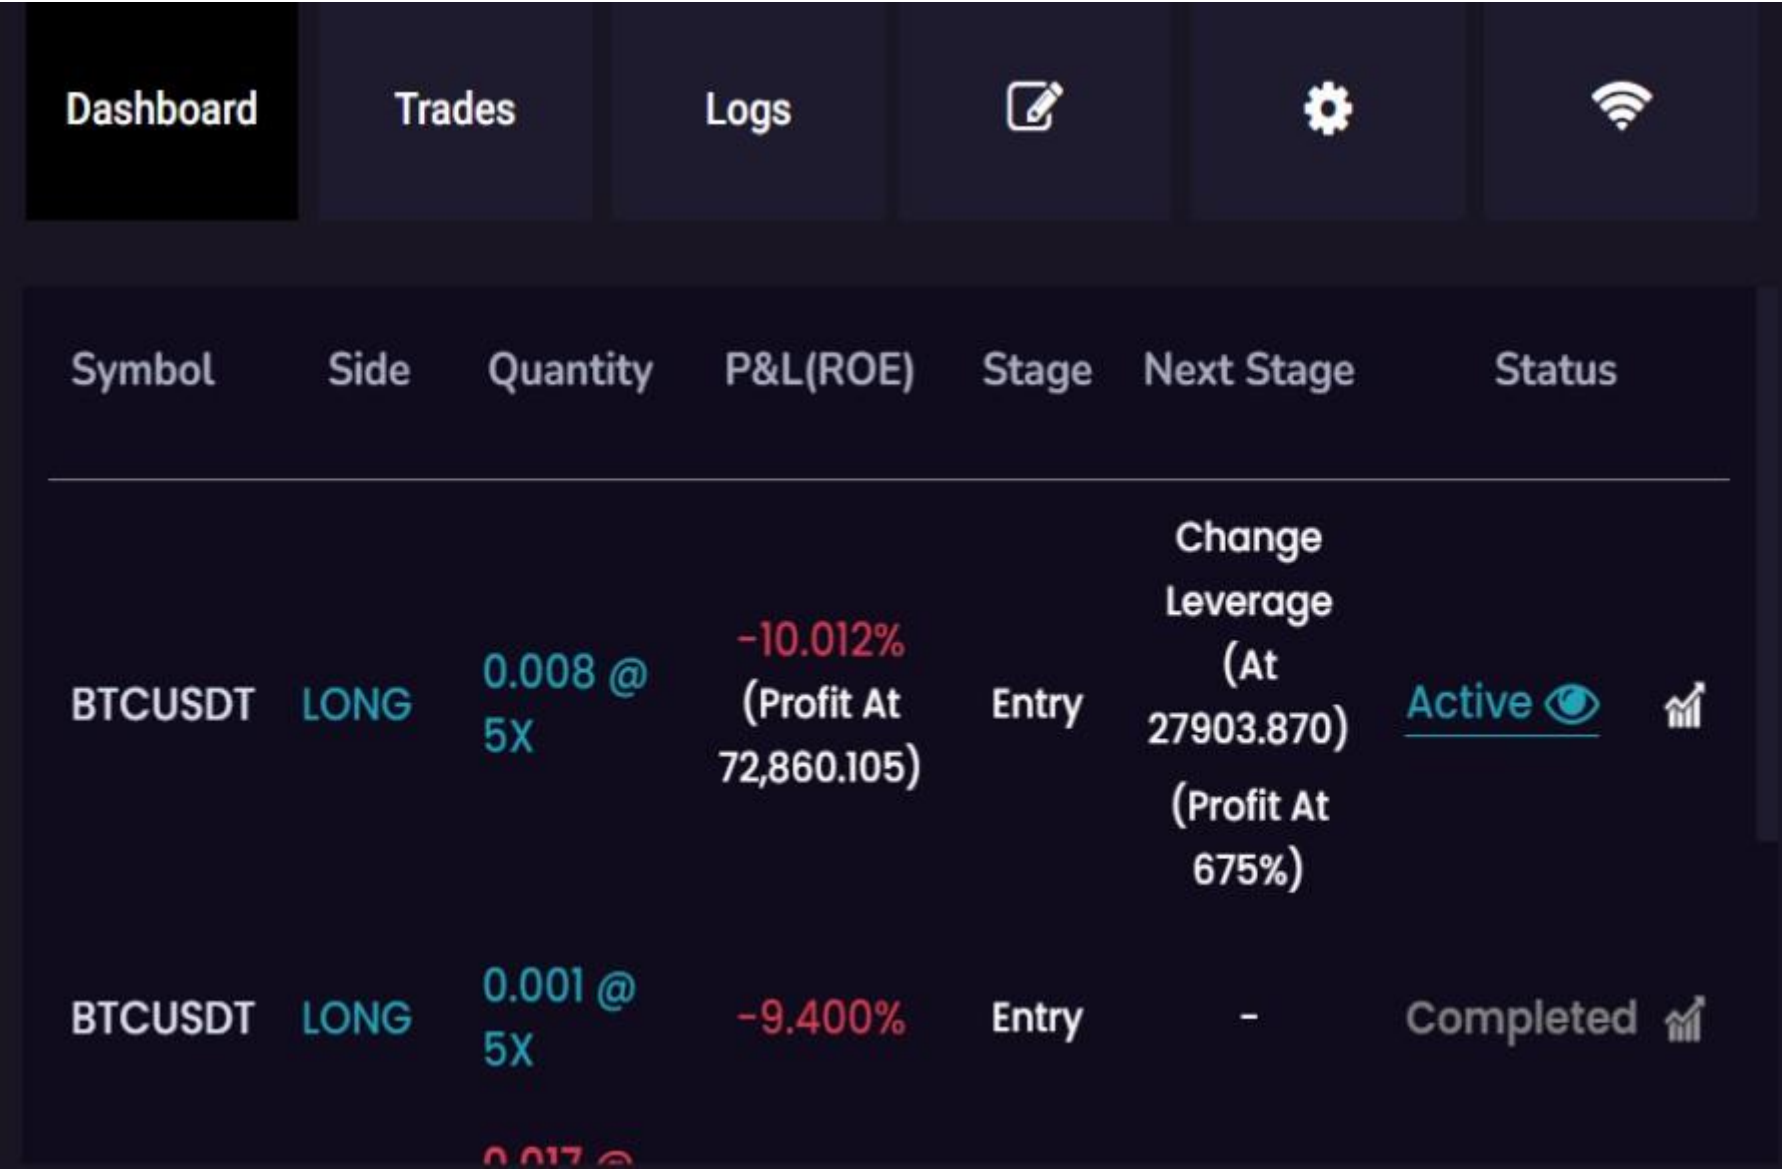 Dashboard Trades Logs
Symbol Side Quantity P&L(ROE) Stage Next Stage Status
BTCUSDT LONG 0.008 @
5X
-10.012%
(Profit At
72,860.105)
Entry
Change
Leverage
(At
27903.870)
(Profit At
675%)
Active
BTCUSDT LONG 0.001 @
5X
-9.400% Entry - Completed
0.017 @